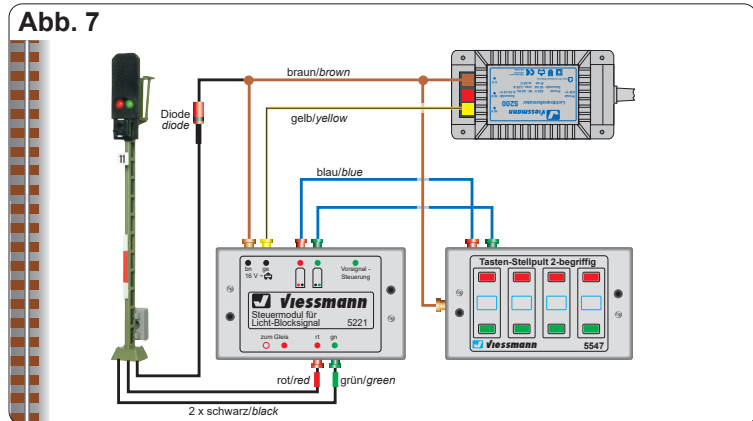 Abb. 7
braun/brown
Diode
diode
gelb/yellow
blau/blue
Lichttransformator
5200
Viessmann
11
bn
ge
16 V ~
Vorsignal -
Steuerung
Viessmann
Steuermodul für
Licht-Blocksignal 5221
zum Gleis
rt
gn
Tasten-Stellpult 2-begriffig
Viessmann
5547
rot/red
grün/green
2 x schwarz/black